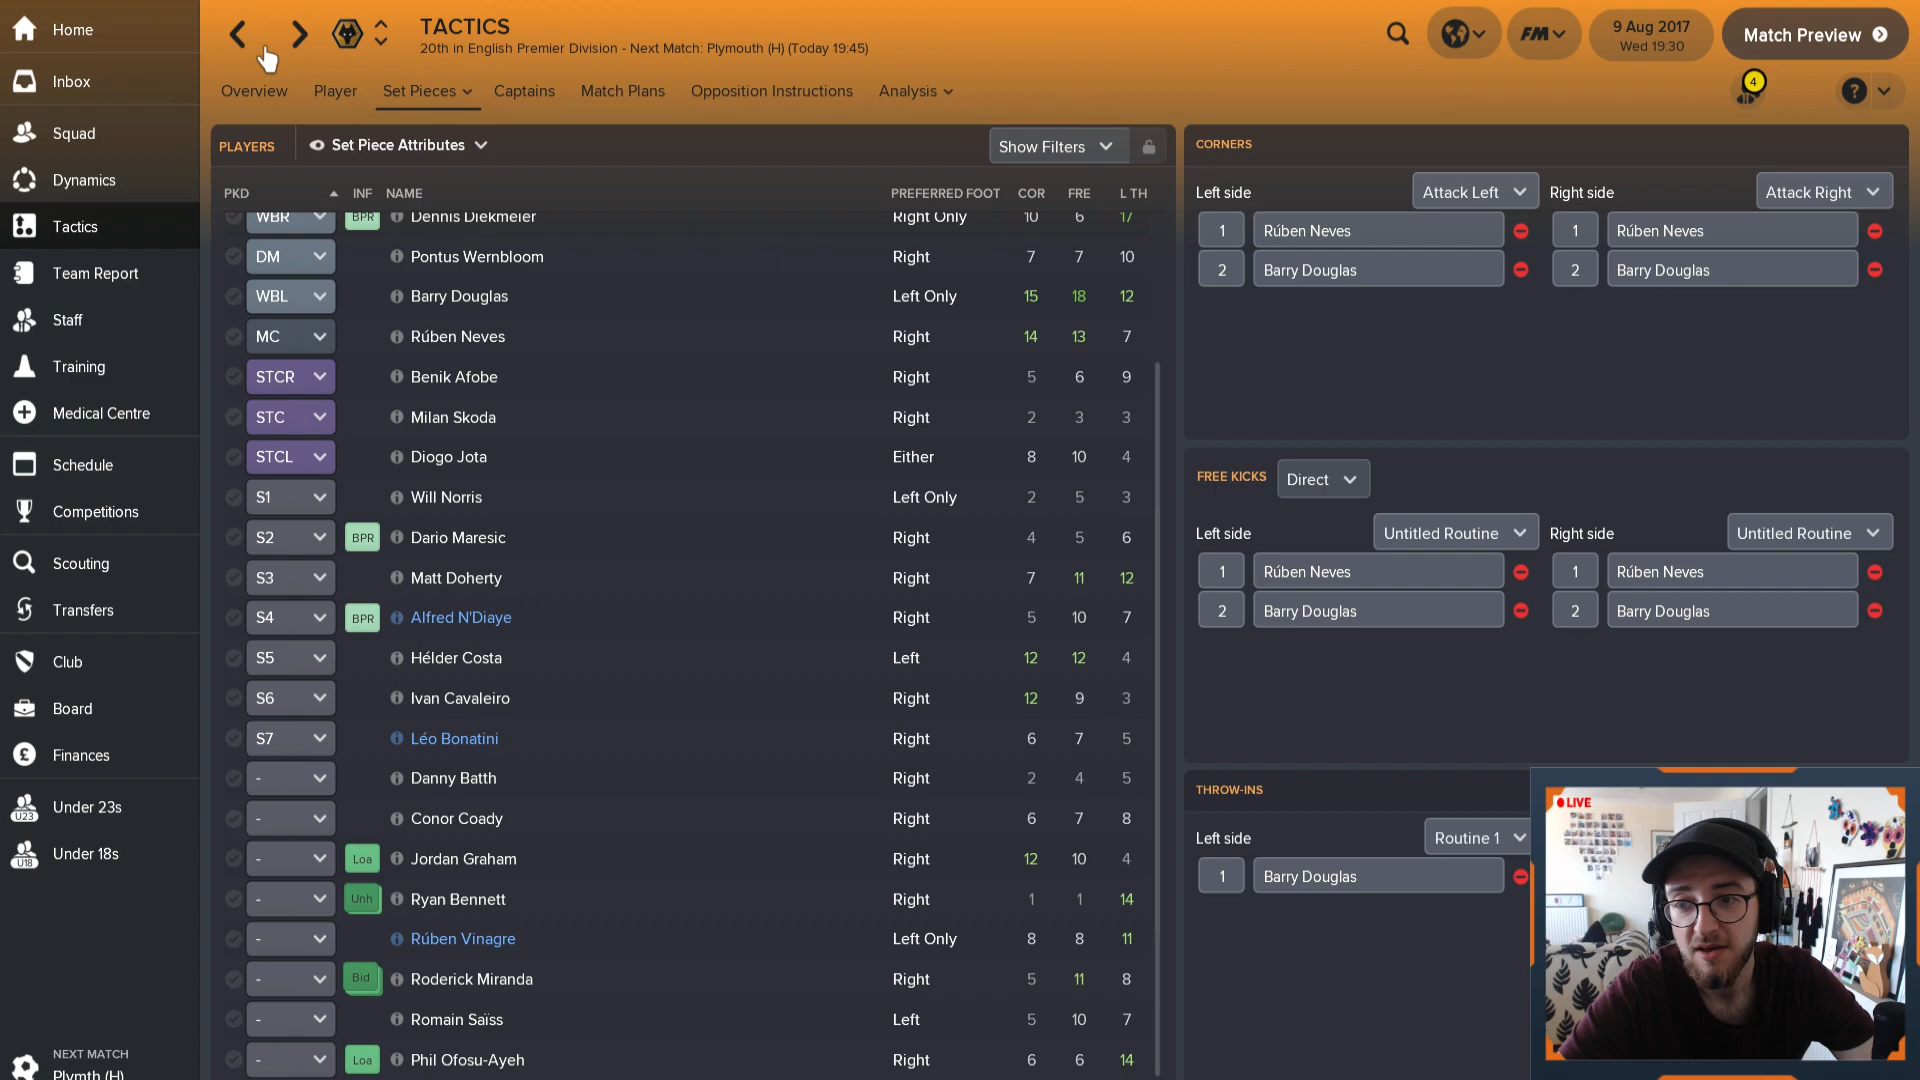 Home
Inbox
Squad
Dynamics
Tactics
Team Report
Staff
Training
Medical Centre
Schedule
Competitions
Scouting
Transfers
Club
Board
Finances
U23 Under 23s
U18 Under 18s
NEXT MATCH
Plymth (H)
TACTICS
20th in English Premier Division - Next Match: Plymouth (H) (Today 19:45)
FM
9 Aug 2017
Wed 19:30
Match Preview
Overview Player Set Pieces Captains Match Plans Opposition Instructions Analysis
4
?
PLAYERS Set Piece Attributes Show Filters
PKD INF NAME PREFERRED FOOT COR FRE L TH
WBR BPR Dennis Diekmeier Right Only 10 6 17
DM Pontus Wernbloom Right 7 7 10
WBL Barry Douglas Left Only 15 18 12
MC Rúben Neves Right 14 13 7
STCR Benik Afobe Right 5 6 9
STC Milan Skoda Right 2 3 3
STCL Diogo Jota Either 8 10 4
S1 Will Norris Left Only 2 5 3
S2 BPR Dario Maresic Right 4 5 6
S3 Matt Doherty Right 7 11 12
S4 BPR Alfred N'Diaye Right 5 10 7
S5 Hélder Costa Left 12 12 4
S6 Ivan Cavaleiro Right 12 9 3
S7 Léo Bonatini Right 6 7 5
- Danny Batth Right 2 4 5
- Conor Coady Right 6 7 8
- Loa Jordan Graham Right 12 10 4
- Unh Ryan Bennett Right 1 1 14
- Rúben Vinagre Left Only 8 8 11
- Bid Roderick Miranda Right 5 11 8
- Romain Saïss Left 5 10 7
- Loa Phil Ofosu-Ayeh Right 6 6 14
CORNERS
Left side Attack Left Right side Attack Right
1 Rúben Neves 1 Rúben Neves
2 Barry Douglas 2 Barry Douglas
FREE KICKS Direct
Left side Untitled Routine Right side Untitled Routine
1 Rúben Neves 1 Rúben Neves
2 Barry Douglas 2 Barry Douglas
THROW-INS
Left side Routine 1
1 Barry Douglas
LIVE